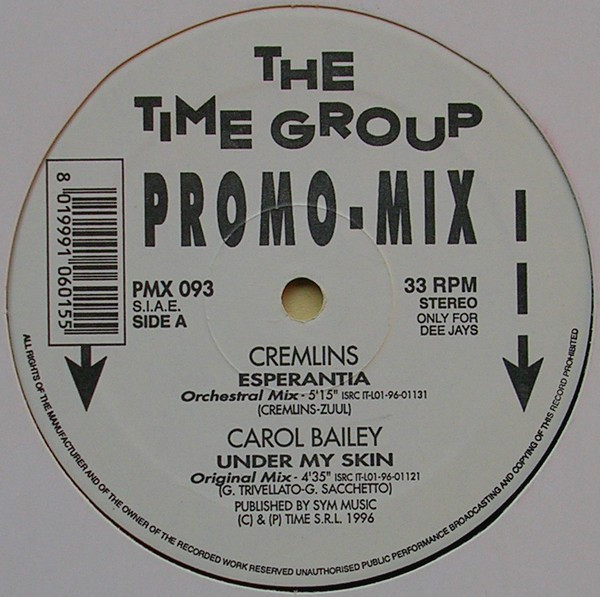 THE
TIME GROUP
PROMO-MIX
8 019991 060155
PMX 093
S.I.A.E.
SIDE A
33 RPM
STEREO
ONLY FOR
DEE JAYS
CREMLINS
ESPERANTIA
Orchestral Mix - 5'15" ISRC IT-L01-96-01131
(CREMLINS-ZUUL)
CAROL BAILEY
UNDER MY SKIN
Original Mix - 4'35" ISRC IT-L01-96-01121
(G. TRIVELLATO-G. SACCHETTO)
PUBLISHED BY SYM MUSIC
(C) & (P) TIME S.R.L. 1996
ALL RIGHTS OF THE MANUFACTURER AND OF THE OWNER OF THE RECORDED WORK RESERVED UNAUTHORISED PUBLIC PERFORMANCE BROADCASTING AND COPYING OF THIS RECORD PROHIBITED